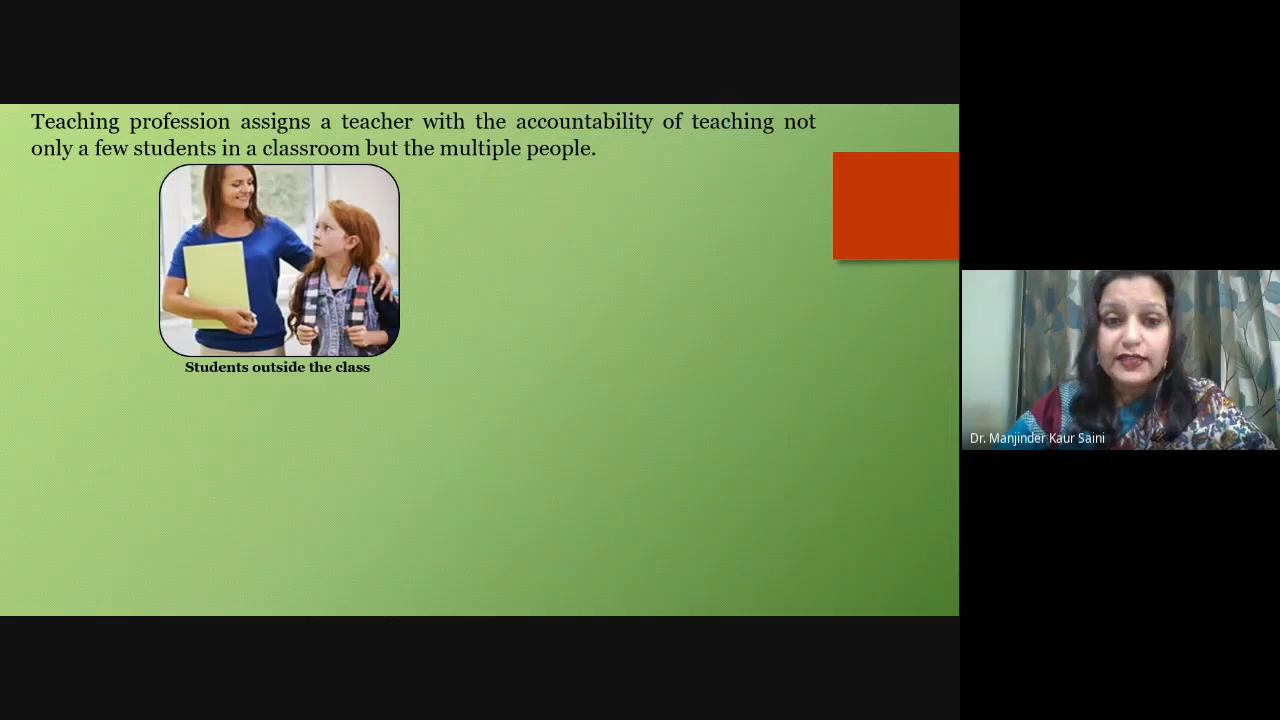 Teaching profession assigns a teacher with the accountability of teaching not
only a few students in a classroom but the multiple people.
Students outside the class
Dr. Manjinder Kaur Saini